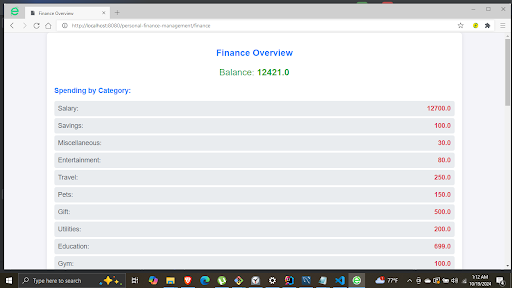 Finance Overview
http://localhost:8080/personal-finance-management/finance
Finance Overview
Balance: 12421.0
Spending by Category:
Salary: 12700.0
Savings: 100.0
Miscellaneous: 30.0
Entertainment: 80.0
Travel: 250.0
Pets: 150.0
Gift: 500.0
Utilities: 200.0
Education: 699.0
Gym: 100.0
Type here to search
77°F
1:12 AM
10/19/2024